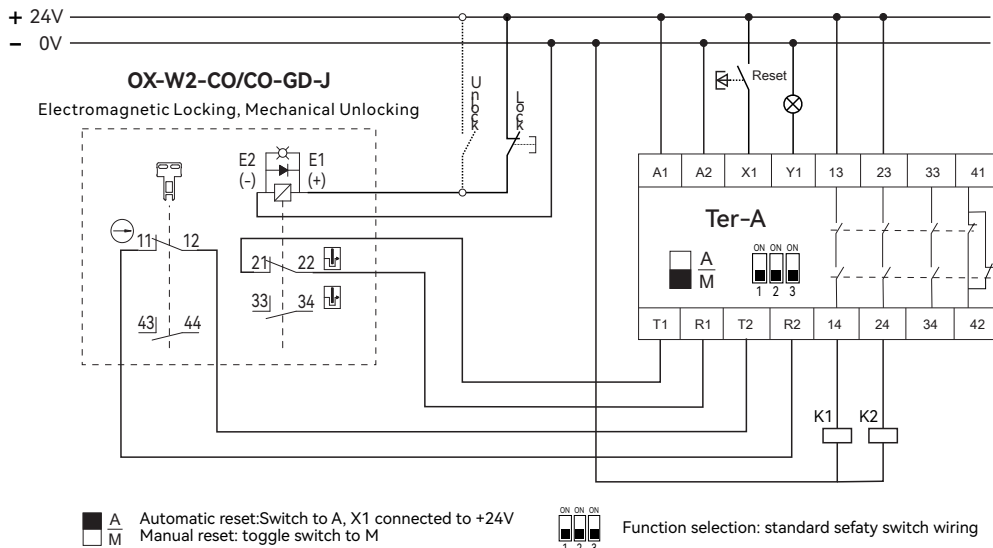 + 24V
- 0V
OX-W2-CO/CO-GD-J
Electromagnetic Locking, Mechanical Unlocking
Unlock
Lock
Reset
E2 E1
(-) (+)
A1 A2 X1 Y1 13 23 33 41
Ter-A
A
M
ON ON ON
1 2 3
11 12
21 22
33 34
43 44
T1 R1 T2 R2 14 24 34 42
K1 K2
A Automatic reset:Switch to A, X1 connected to +24V
M Manual reset: toggle switch to M
ON ON ON
1 2 3
Function selection: standard sefaty switch wiring